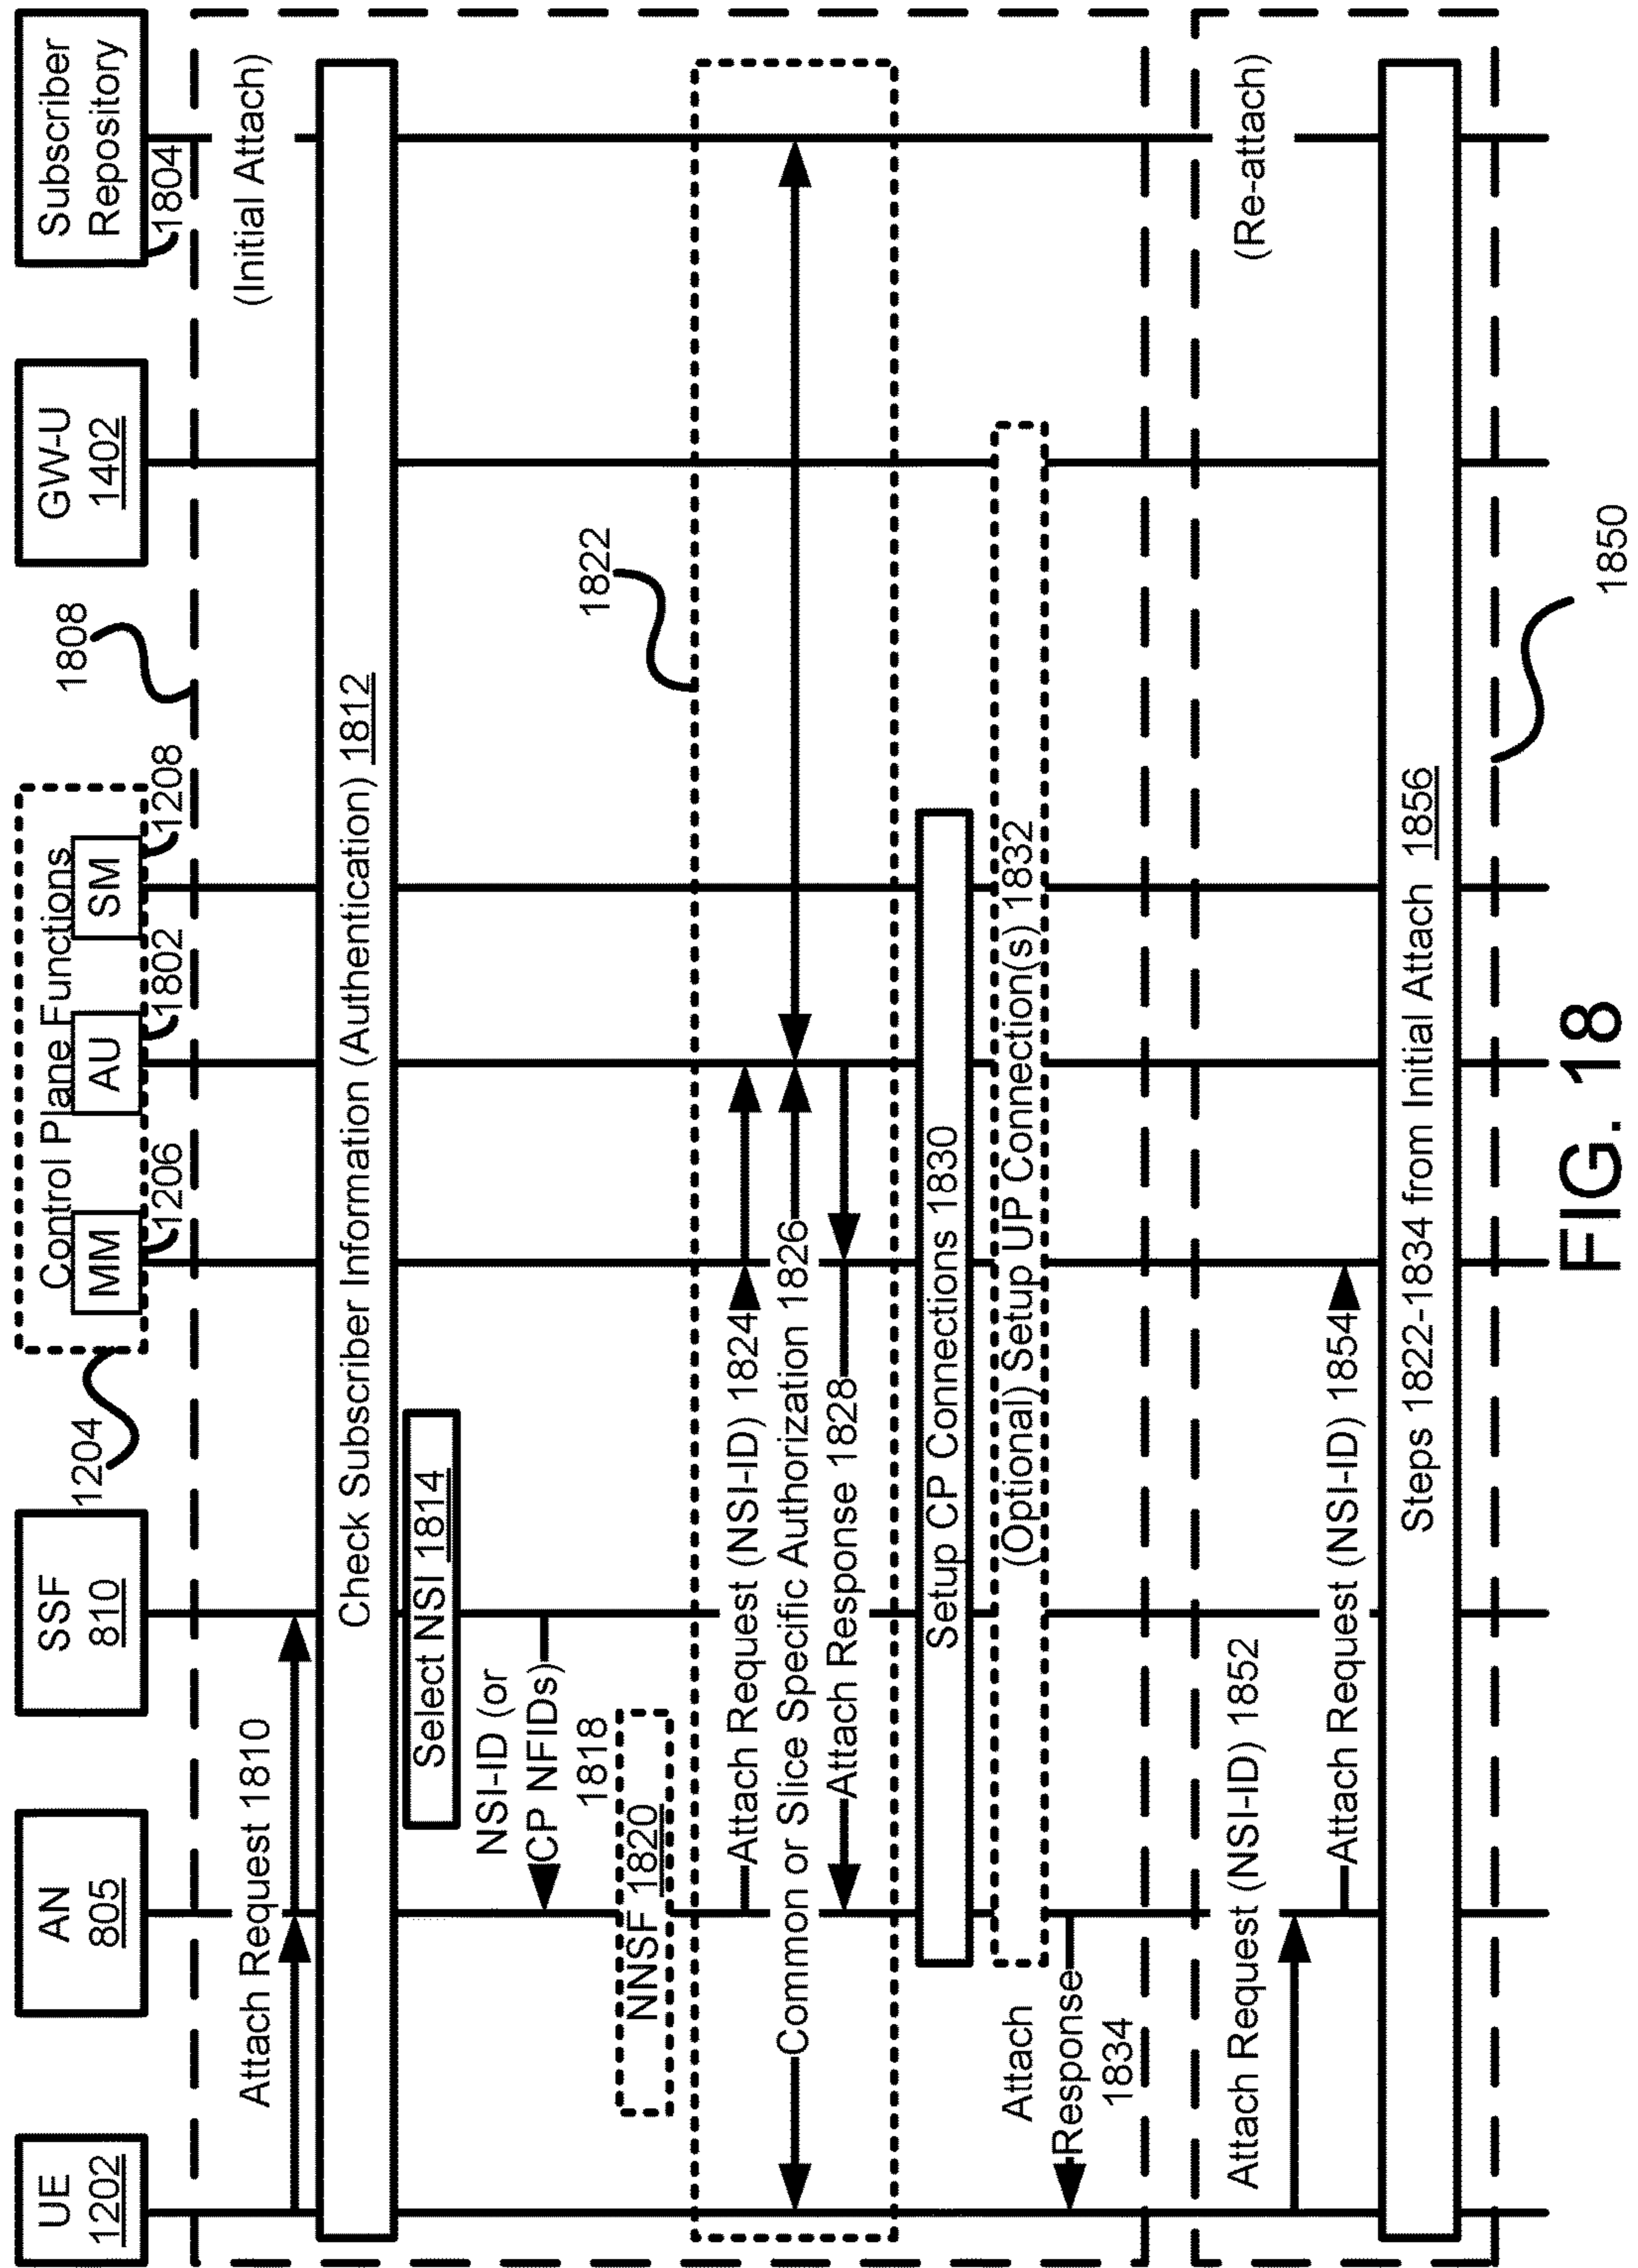 UE
1202
AN
805
SSF
810
1204
Control Plane Functions
MM
AU
SM
1206
1802
1208
GW-U
1402
Subscriber
Repository
1804
1808
(Initial Attach)
Attach Request 1810
Check Subscriber Information (Authentication) 1812
Select NSI 1814
NSI-ID (or
CP NFIDs)
1818
NNSF 1820
1822
Attach Request (NSI-ID) 1824
Common or Slice Specific Authorization 1826
Attach Response 1828
Setup CP Connections 1830
(Optional) Setup UP Connection(s) 1832
Attach
Response
1834
(Re-attach)
Attach Request (NSI-ID) 1852
Attach Request (NSI-ID) 1854
Steps 1822-1834 from Initial Attach 1856
1850
FIG. 18